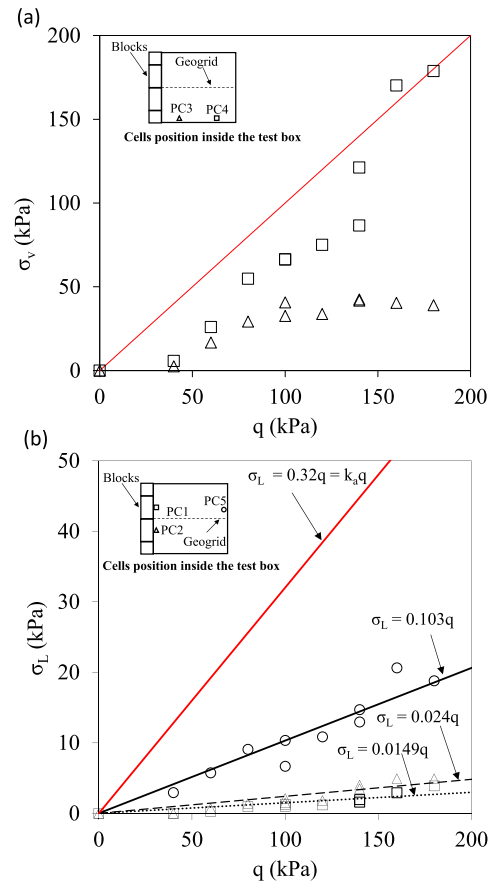 (a)
200
150
100
50
0
σv (kPa)
Blocks
Geogrid
PC3
PC4
Cells position inside the test box
0
50
100
150
200
q (kPa)
(b)
50
40
30
20
10
0
σL (kPa)
Blocks
PC1
PC5
PC2
Geogrid
Cells position inside the test box
σL = 0.32q = kaq
σL = 0.103q
σL = 0.024q
σL = 0.0149q
0
50
100
150
200
q (kPa)